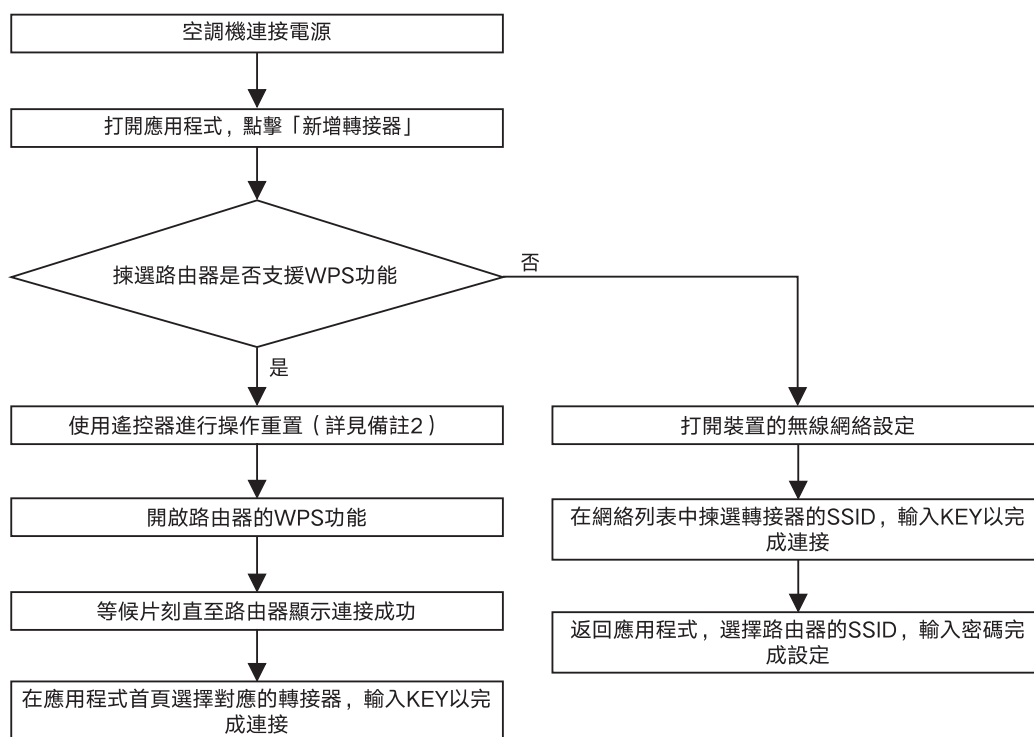 空調機連接電源
打開應用程式，點擊「新增轉接器」
揀選路由器是否支援WPS功能
否
是
使用遙控器進行操作重置（詳見備註2）
開啟路由器的WPS功能
等候片刻直至路由器顯示連接成功
在應用程式首頁選擇對應的轉接器，輸入KEY以完
成連接
打開裝置的無線網絡設定
在網絡列表中揀選轉接器的SSID，輸入KEY以完
成連接
返回應用程式，選擇路由器的SSID，輸入密碼完
成設定